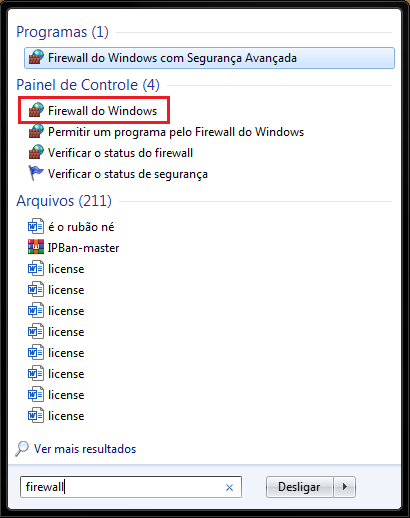 Programas (1)
Firewall do Windows com Segurança Avançada
Painel de Controle (4)
Firewall do Windows
Permitir um programa pelo Firewall do Windows
Verificar o status do firewall
Verificar o status de segurança
Arquivos (211)
é o rubão né
IPBan-master
license
license
license
license
license
license
license
license
Ver mais resultados
firewall
Desligar